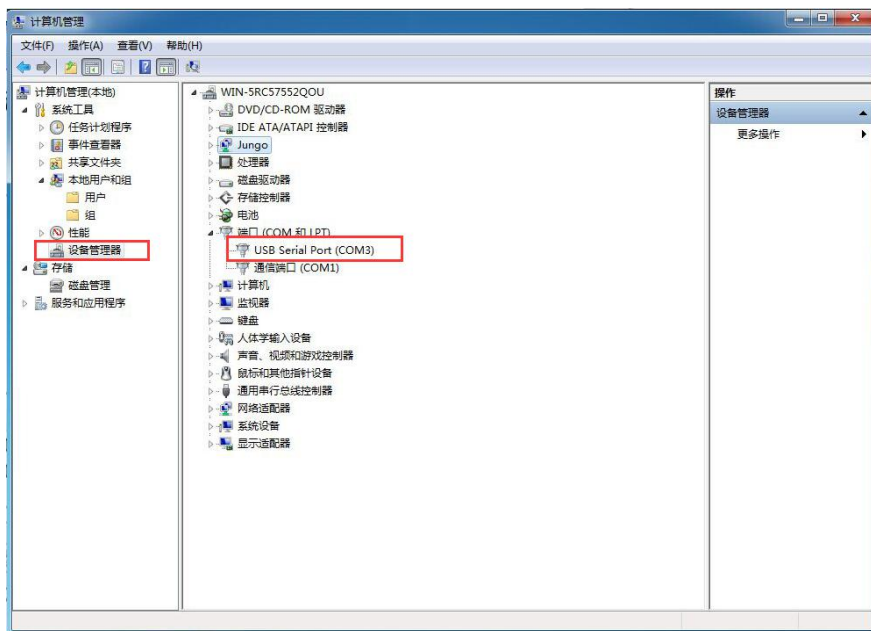 计算机管理
文件(F) 操作(A) 查看(V) 帮助(H)
计算机管理(本地)
系统工具
任务计划程序
事件查看器
共享文件夹
本地用户和组
用户
组
性能
设备管理器
存储
磁盘管理
服务和应用程序
WIN-5RC57552QOU
DVD/CD-ROM 驱动器
IDE ATA/ATAPI 控制器
Jungo
处理器
磁盘驱动器
存储控制器
电池
端口 (COM 和 LPT)
USB Serial Port (COM3)
通信端口 (COM1)
计算机
监视器
键盘
人体学输入设备
声音、视频和游戏控制器
鼠标和其他指针设备
通用串行总线控制器
网络适配器
系统设备
显示适配器
操作
设备管理器
更多操作